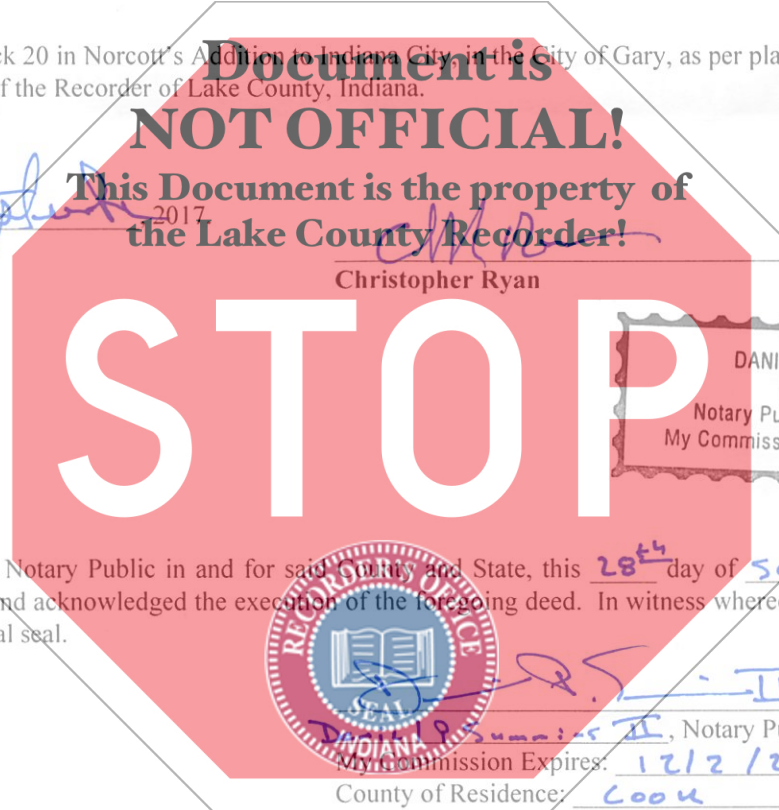 ck 20 in Norcott's Addition to Indiana City, in the City of Gary, as per pla
f the Recorder of Lake County, Indiana.
Document is
NOT OFFICIAL!
This Document is the property of
the Lake County Recorder!
, 2017
Christopher Ryan
STOP
DANI
Notary Pu
My Commiss
Notary Public in and for said County and State, this 28th day of
nd acknowledged the execution of the foregoing deed. In witness where
al seal.
RECORDER'S OFFICE
SEAL
INDIANA
II, Notary P
My Commission Expires: 12/2/2
County of Residence: Cook